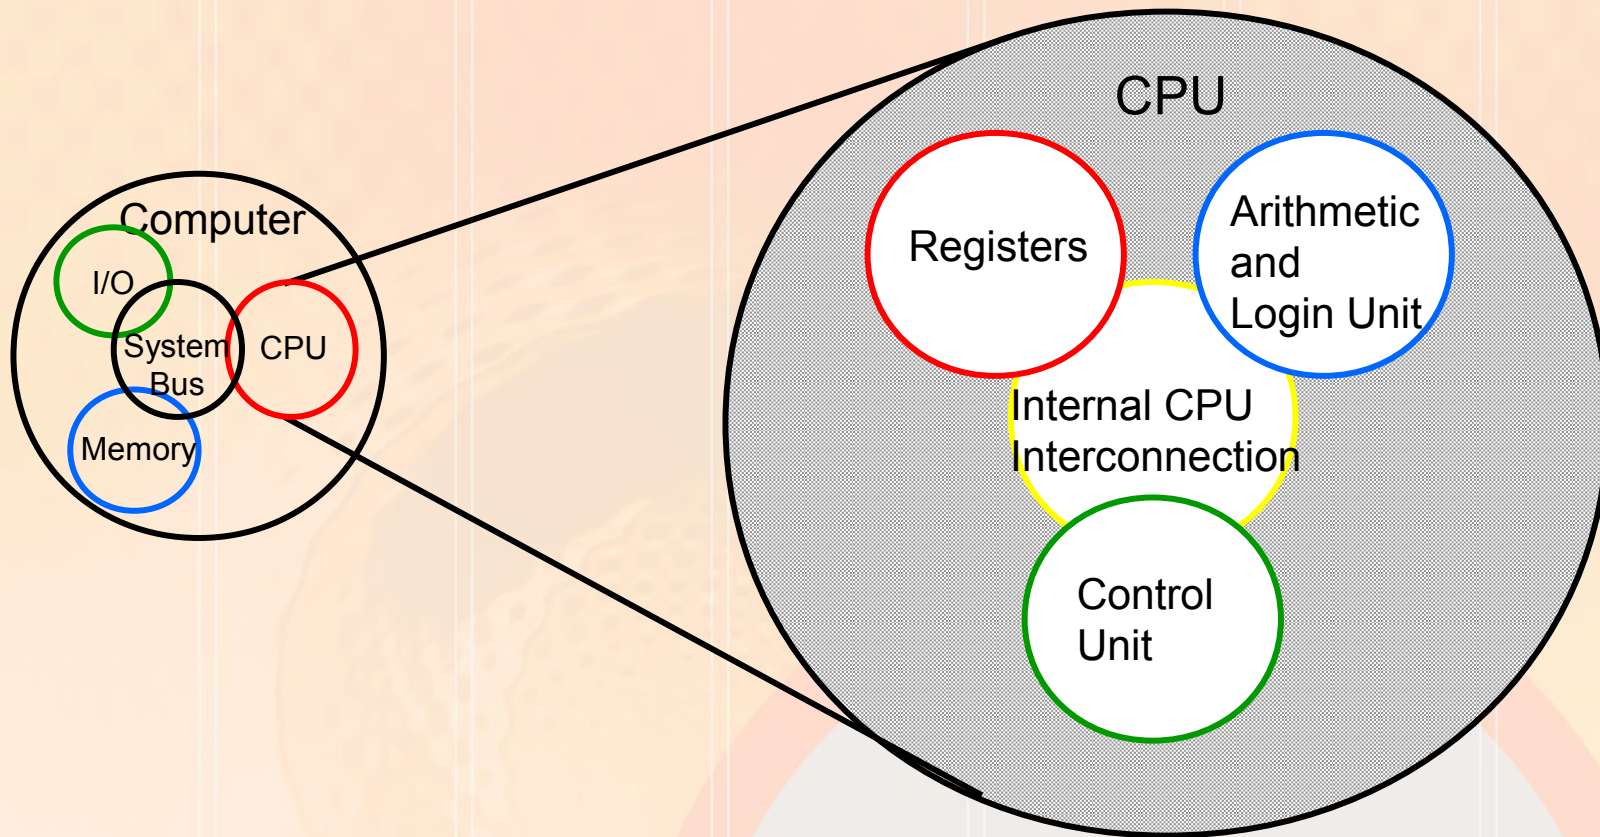 Computer
I/O
System
Bus
CPU
Memory
CPU
Registers
Arithmetic
and
Login Unit
Internal CPU
Interconnection
Control
Unit